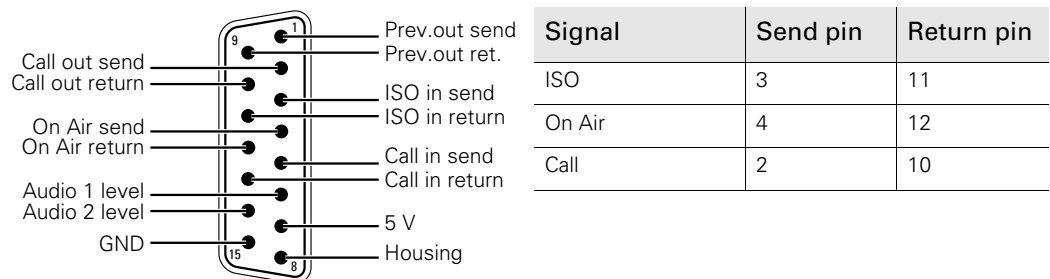 1
9
15
8
Call out send
Call out return
On Air send
On Air return
Audio 1 level
Audio 2 level
GND
Prev.out send
Prev.out ret.
ISO in send
ISO in return
Call in send
Call in return
5 V
Housing
Signal Send pin Return pin
ISO 3 11
On Air 4 12
Call 2 10